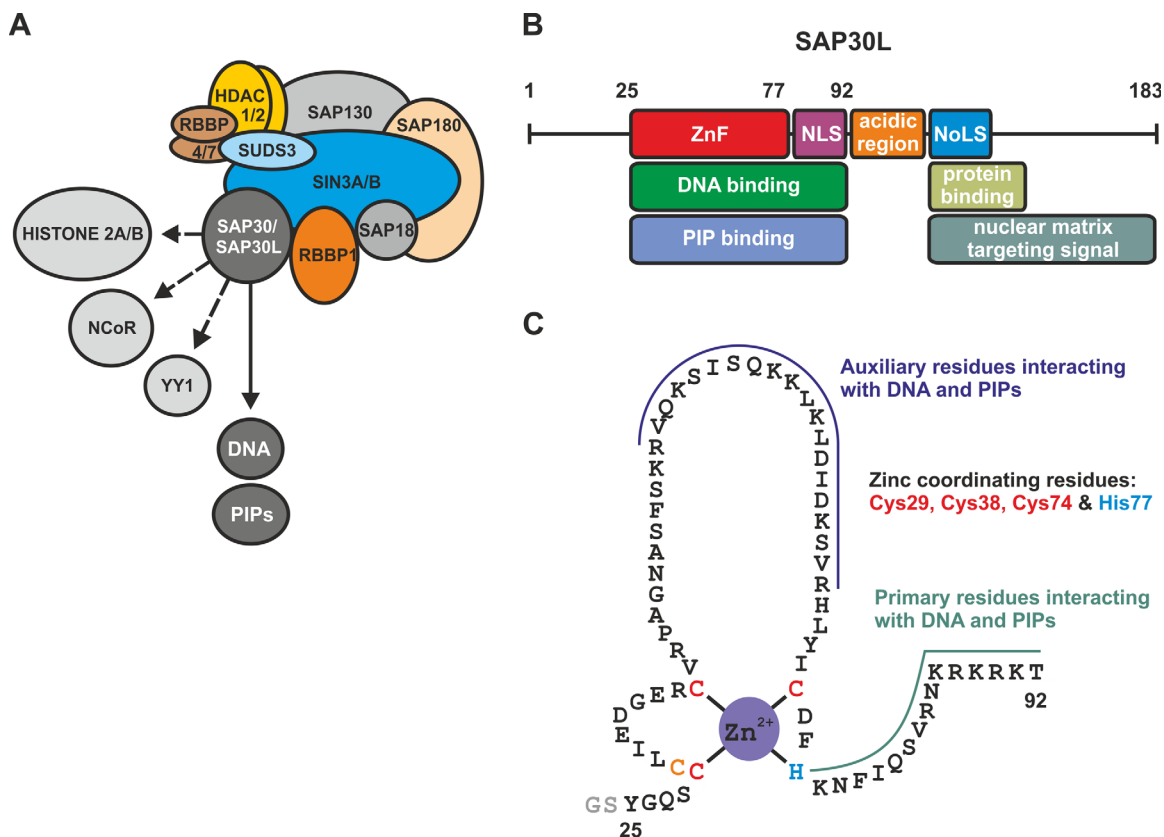 A
HDAC
1/2
SAP130
RBBP
4/7
SUDS3
SAP180
SIN3A/B
HISTONE 2A/B
SAP30/
SAP30L
RBBP1
SAP18
NCoR
YY1
DNA
PIPs
B
SAP30L
1
25
77
92
183
ZnF
NLS
acidic
region
NoLS
DNA binding
protein
binding
PIP binding
nuclear matrix
targeting signal
C
GSYGQSCCLIEDGERCVRPAGNASFSKRVQKSISQKKLKLDIDKSVRHLYICDFHKNFIQSVRNKRKRKT
25
92
Zn2+
Auxiliary residues interacting
with DNA and PIPs
Zinc coordinating residues:
Cys29, Cys38, Cys74 & His77
Primary residues interacting
with DNA and PIPs